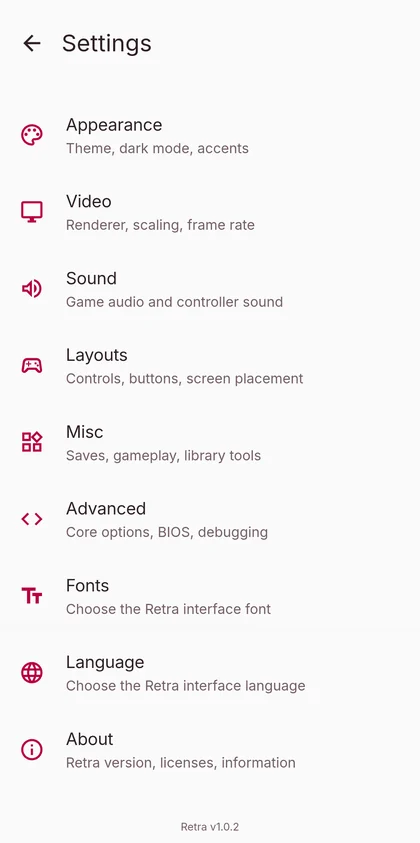 Settings
Appearance
Theme, dark mode, accents
Video
Renderer, scaling, frame rate
Sound
Game audio and controller sound
Layouts
Controls, buttons, screen placement
Misc
Saves, gameplay, library tools
Advanced
Core options, BIOS, debugging
Fonts
Choose the Retra interface font
Language
Choose the Retra interface language
About
Retra version, licenses, information
Retra v1.0.2